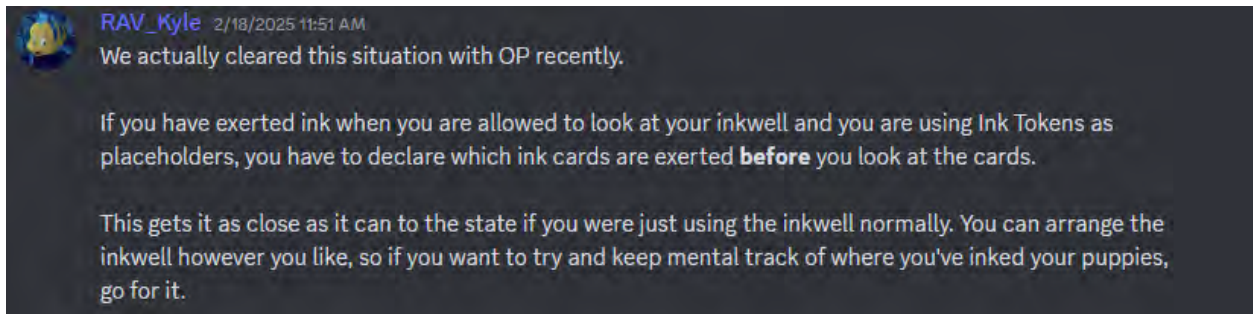 RAV_Kyle 2/18/2025 11:51 AM
We actually cleared this situation with OP recently.
If you have exerted ink when you are allowed to look at your inkwell and you are using Ink Tokens as
placeholders, you have to declare which ink cards are exerted before you look at the cards.
This gets it as close as it can to the state if you were just using the inkwell normally. You can arrange the
inkwell however you like, so if you want to try and keep mental track of where you've inked your puppies,
go for it.